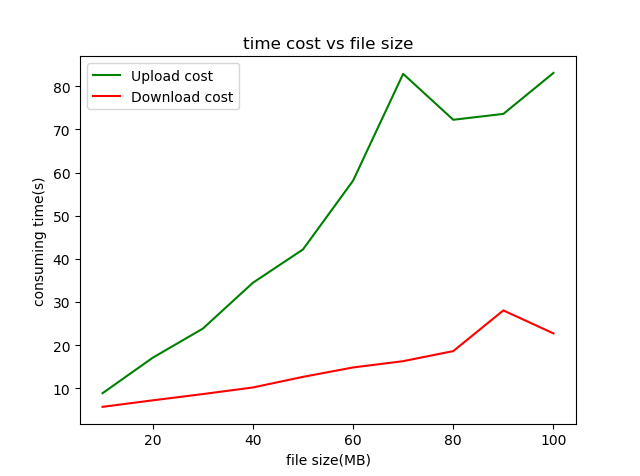 time cost vs file size
Upload cost
Download cost
80
70
60
50
40
30
20
10
consuming time(s)
20 40 60 80 100
file size(MB)